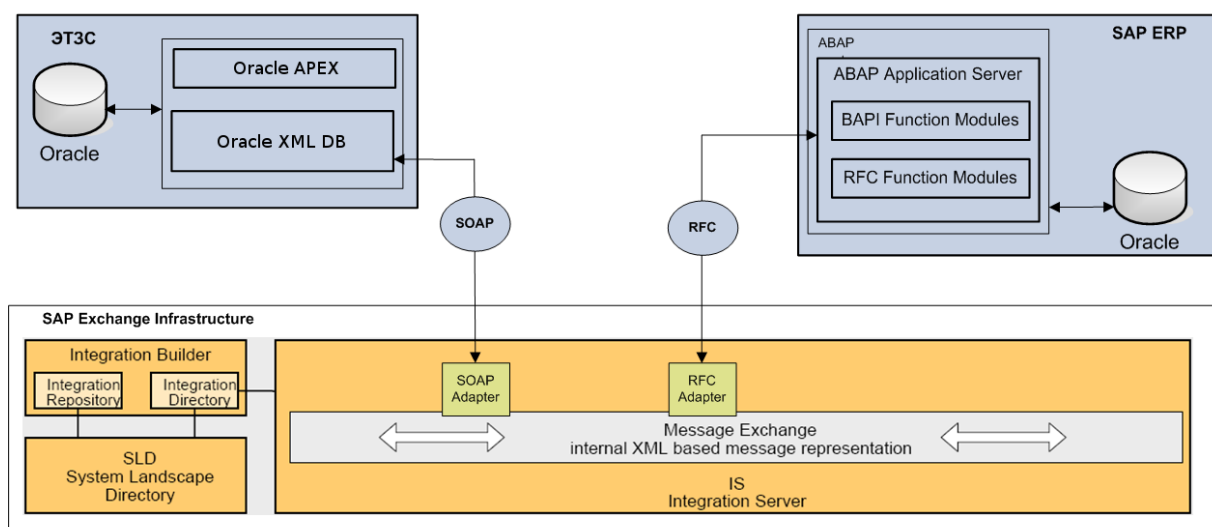 ЭТЗС
Oracle APEX
Oracle XML DB
Oracle
SAP ERP
ABAP
ABAP Application Server
BAPI Function Modules
RFC Function Modules
Oracle
SOAP
RFC
SAP Exchange Infrastructure
Integration Builder
Integration
Repository
Integration
Directory
SLD
System Landscape
Directory
SOAP
Adapter
RFC
Adapter
Message Exchange
internal XML based message representation
IS
Integration Server